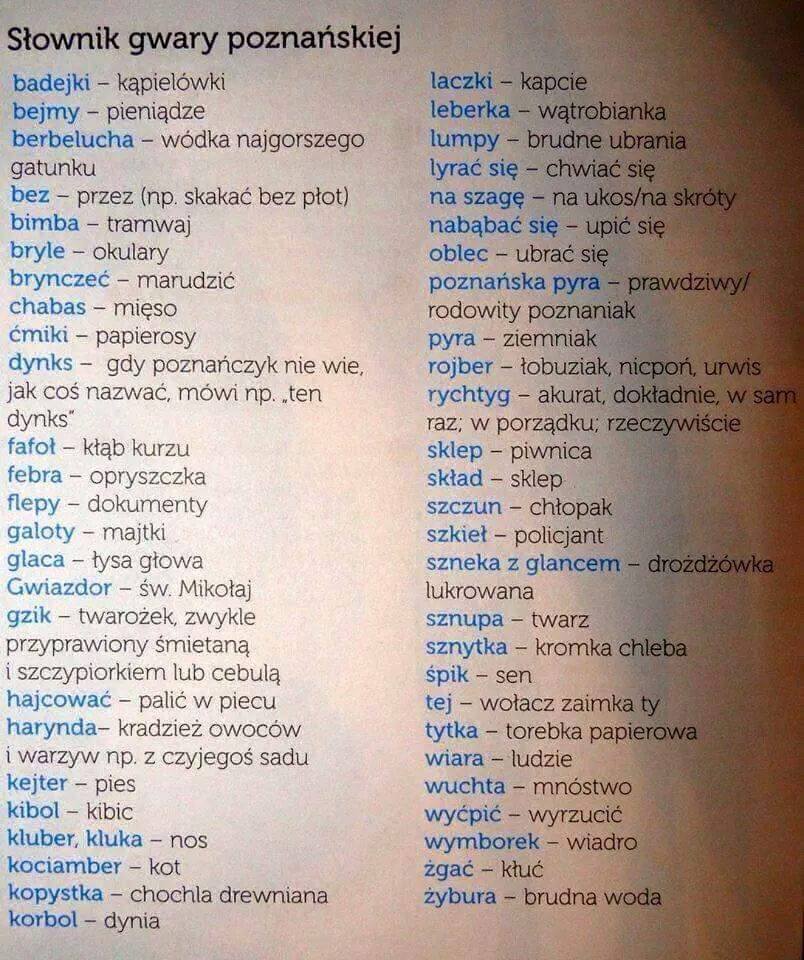 Słownik gwary poznańskiej
badejki – kąpielówki
bejmy – pieniądze
berbelucha – wódka najgorszego
gatunku
bez – przez (np. skakać bez płot)
bimba – tramwaj
bryle – okulary
brynczeć – marudzić
chabas – mięso
ćmiki – papierosy
dynks – gdy poznańczyk nie wie,
jak coś nazwać, mówi np. „ten
dynks"
fafoł – kłąb kurzu
febra – opryszczka
flepy – dokumenty
galoty – majtki
glaca – łysa głowa
Gwiazdor – św. Mikołaj
gzik – twarożek, zwykle
przyprawiony śmietaną
i szczypiorkiem lub cebulą
hajcować – palić w piecu
harynda– kradzież owoców
i warzyw np. z czyjegoś sadu
kejter – pies
kibol – kibic
kluber, kluka – nos
kociamber – kot
kopystka – chochla drewniana
korbol – dynia
laczki – kapcie
leberka – wątrobianka
lumpy – brudne ubrania
lyrać się – chwiać się
na szagę – na ukos/na skróty
nabąbać się – upić się
oblec – ubrać się
poznańska pyra – prawdziwy/
rodowity poznaniak
pyra – ziemniak
rojber – łobuziak, nicpoń, urwis
rychtyg – akurat, dokładnie, w sam
raz; w porządku; rzeczywiście
sklep – piwnica
skład – sklep
szczun – chłopak
szkieł – policjant
szneka z glancem – drożdżówka
lukrowana
sznupa – twarz
sznytka – kromka chleba
śpik – sen
tej – wołacz zaimka ty
tytka – torebka papierowa
wiara – ludzie
wuchta – mnóstwo
wyćpić – wyrzucić
wymborek – wiadro
żgać – kłuć
żybura – brudna woda